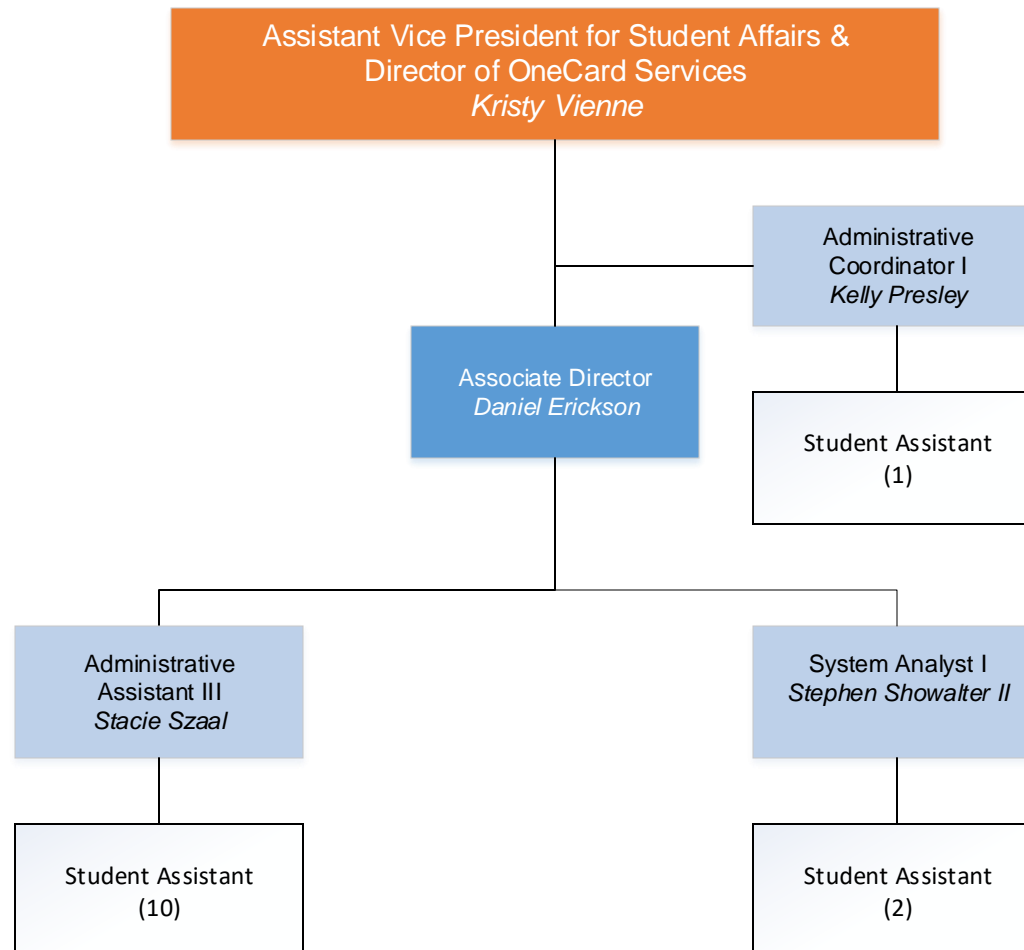 Assistant Vice President for Student Affairs &
Director of OneCard Services
Kristy Vienne
Administrative
Coordinator I
Kelly Presley
Associate Director
Daniel Erickson
Student Assistant
(1)
Administrative
Assistant III
Stacie Szaal
System Analyst I
Stephen Showalter II
Student Assistant
(10)
Student Assistant
(2)